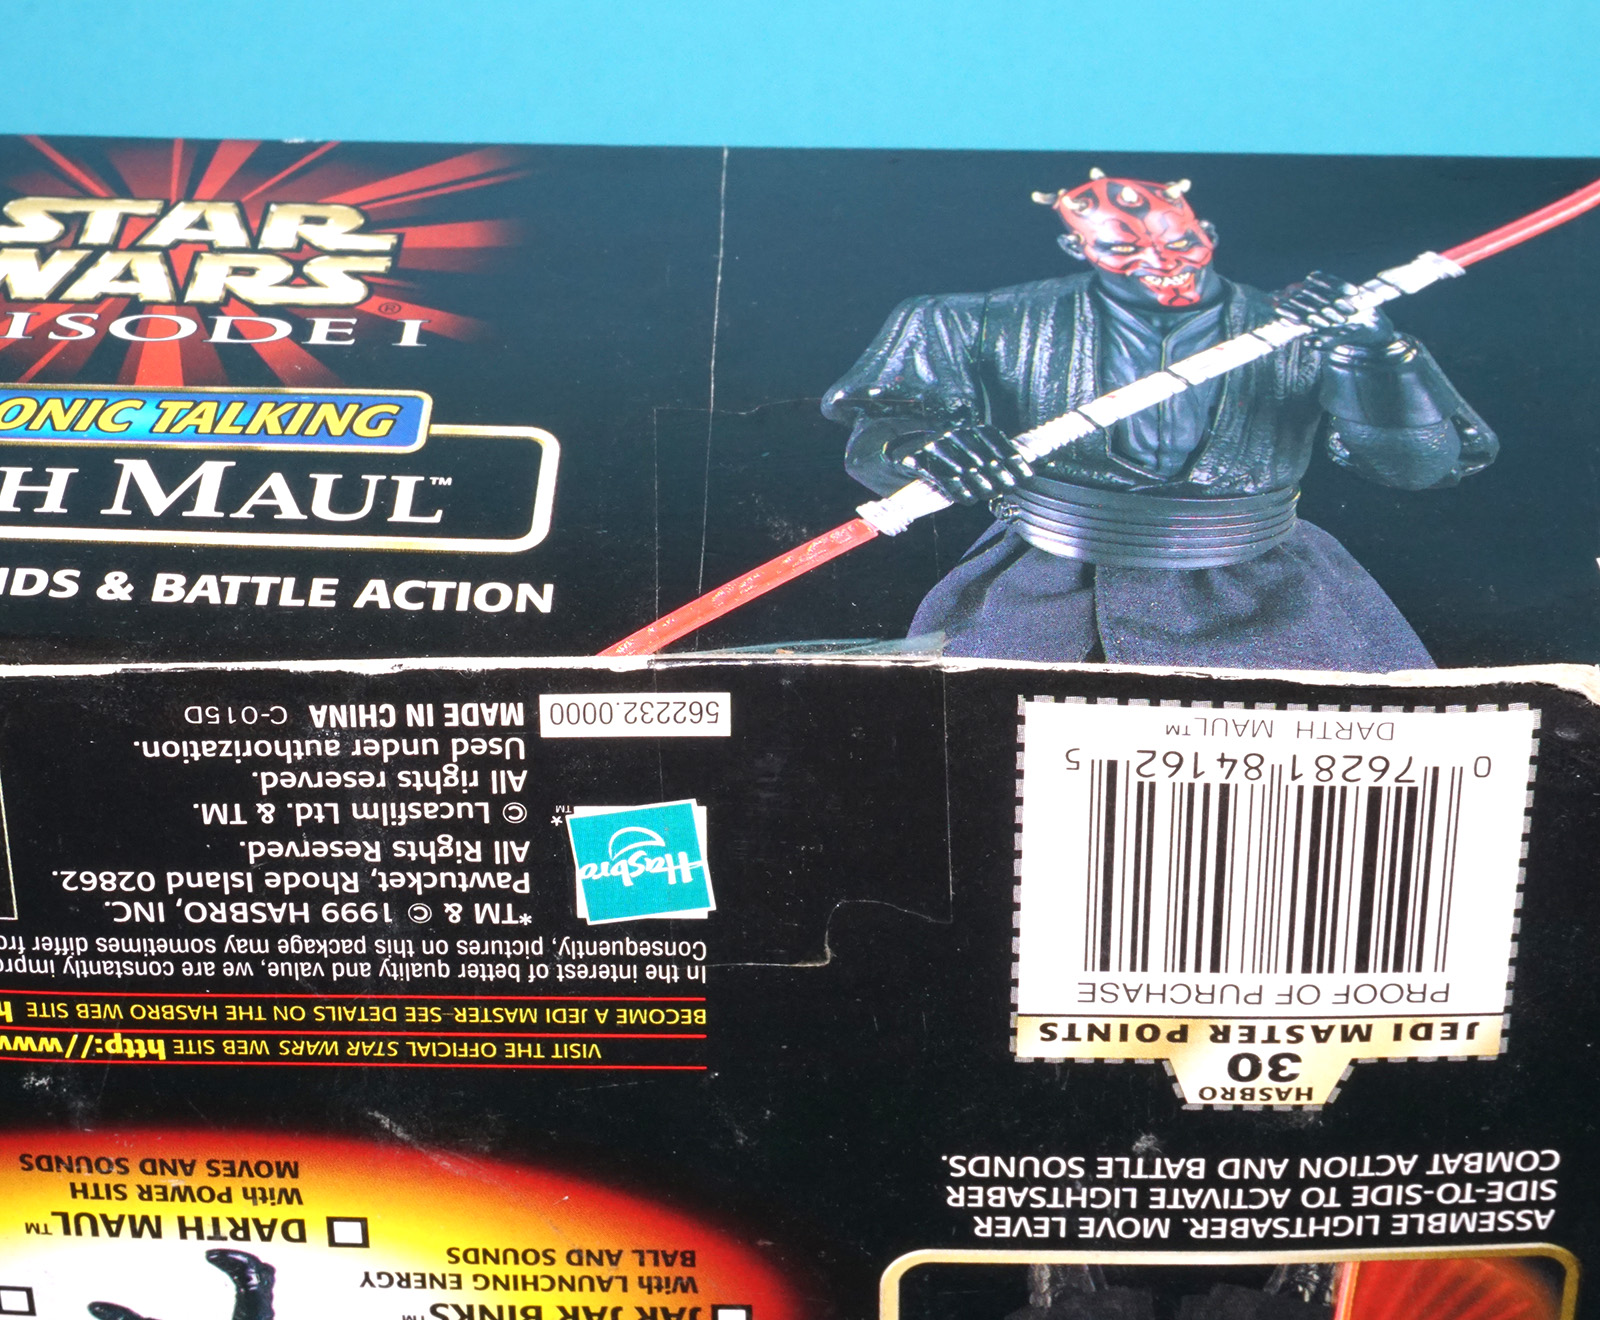 STAR
WARS
ISODE I
ONIC TALKING
H MAUL™
NDS & BATTLE ACTION
ASSEMBLE LIGHTSABER. MOVE LEVER
SIDE-TO-SIDE TO ACTIVATE LIGHTSABER
COMBAT ACTION AND BATTLE SOUNDS.
HASBRO
30
JEDI MASTER POINTS
PROOF OF PURCHASE
0 76281 84162 5
DARTH MAUL™
JAR JAR BINKS™
With LAUNCHING ENERGY
BALL AND SOUNDS
DARTH MAUL™
With POWER SITH
MOVES AND SOUNDS
VISIT THE OFFICIAL STAR WARS WEB SITE http://www
BECOME A JEDI MASTER-SEE DETAILS ON THE HASBRO WEB SITE h
In the interest of better quality and value, we are constantly impro
Consequently, pictures on this package may sometimes differ fro
Hasbro
™*
*TM & © 1999 HASBRO, INC.
Pawtucket, Rhode Island 02862.
All Rights Reserved.
© Lucasfilm Ltd. & TM.
All rights reserved.
Used under authorization.
MADE IN CHINA C-015D
562232.0000